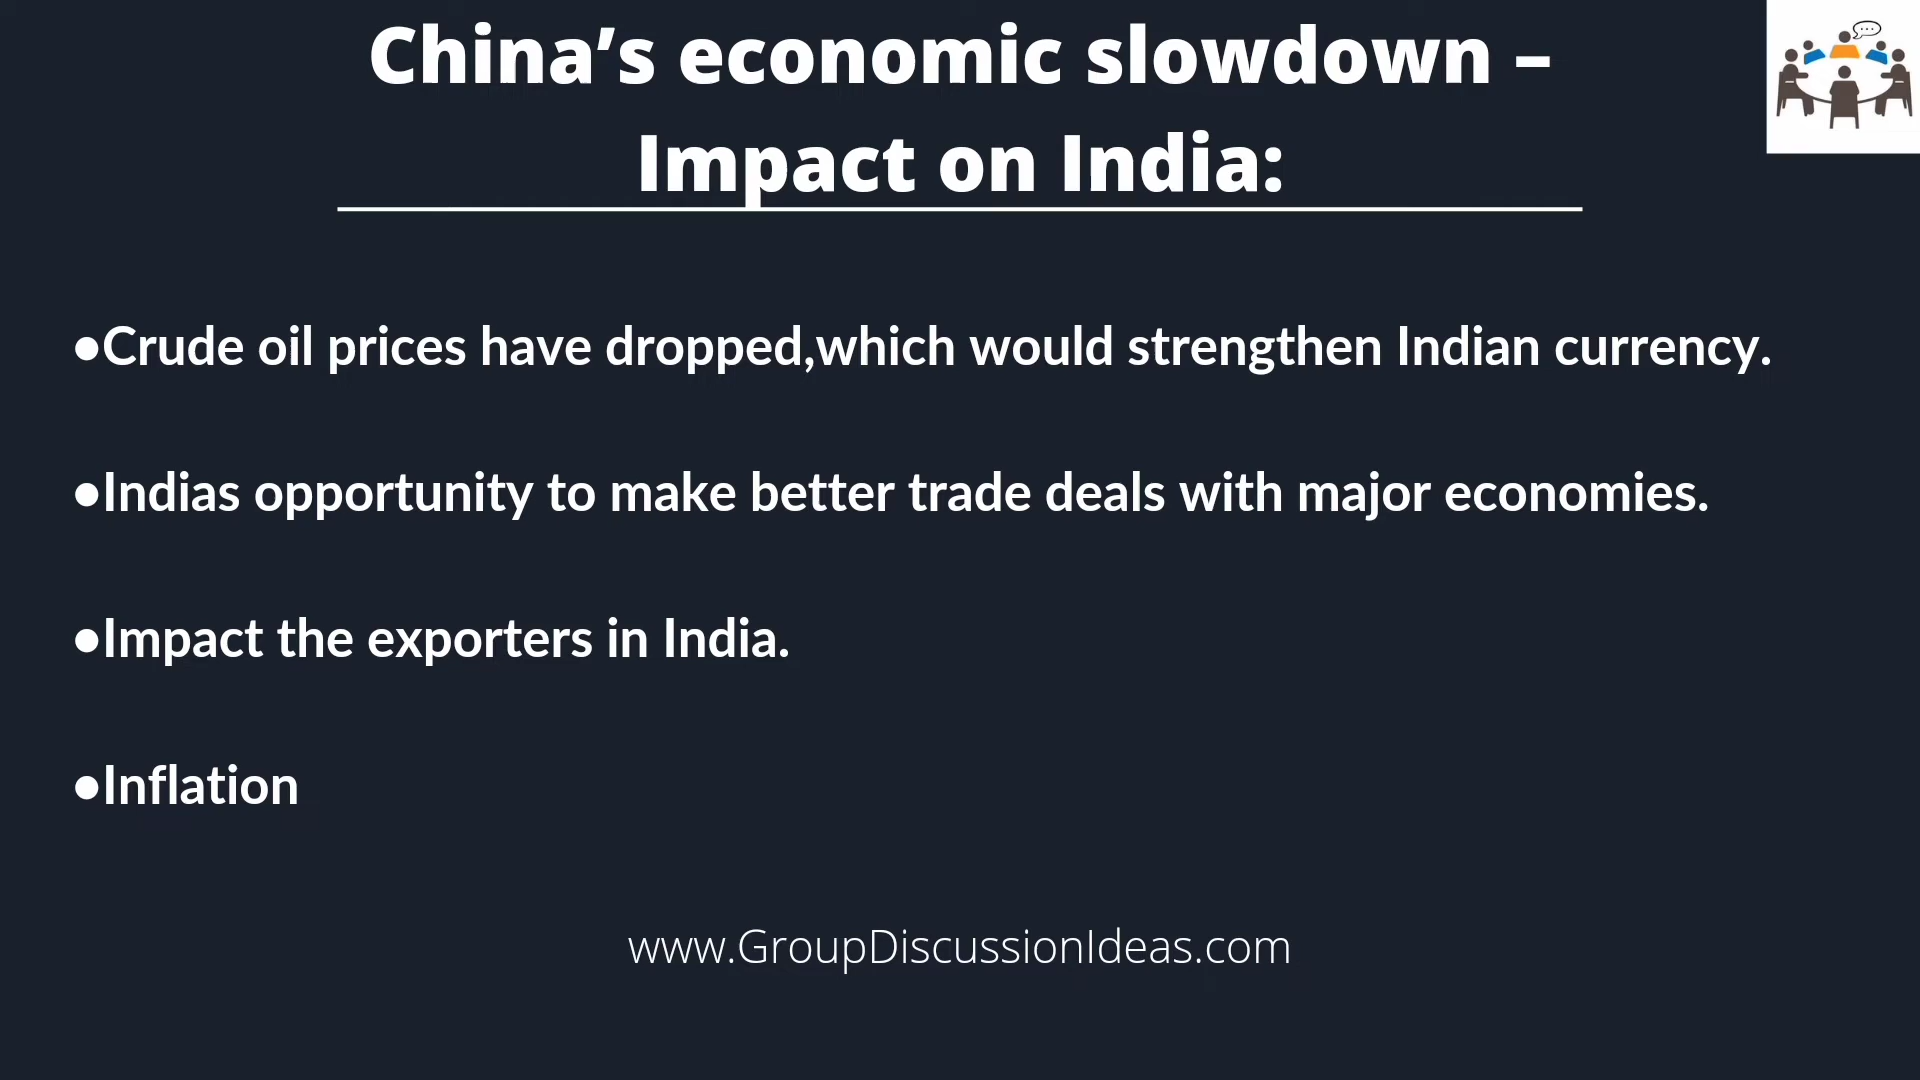 China’s economic slowdown –
Impact on India:
●Crude oil prices have dropped,which would strengthen Indian currency.
●Indias opportunity to make better trade deals with major economies.
●Impact the exporters in India.
●Inflation
www.GroupDiscussionIdeas.com